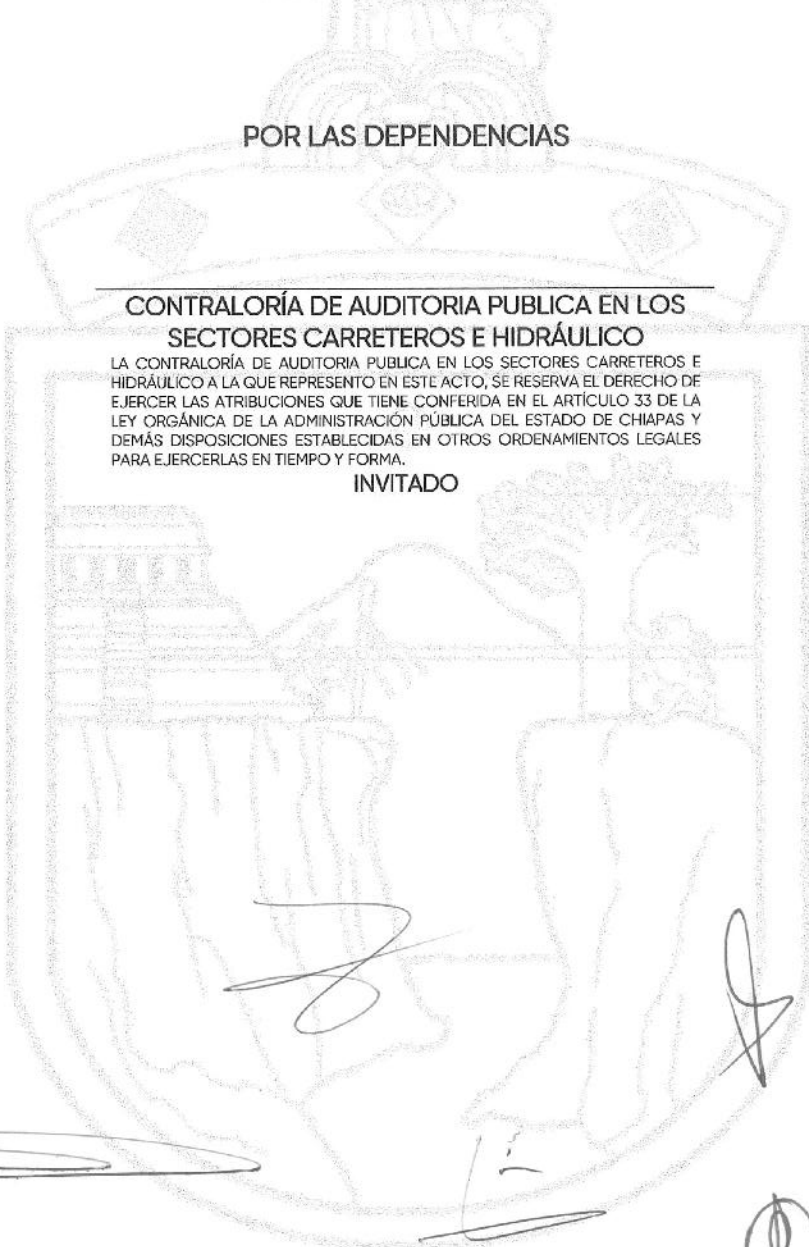 POR LAS DEPENDENCIAS
CONTRALORÍA DE AUDITORIA PUBLICA EN LOS
SECTORES CARRETEROS E HIDRÁULICO
LA CONTRALORÍA DE AUDITORIA PUBLICA EN LOS SECTORES CARRETEROS E
HIDRÁULICO A LA QUE REPRESENTO EN ESTE ACTO, SE RESERVA EL DERECHO DE
EJERCER LAS ATRIBUCIONES QUE TIENE CONFERIDA EN EL ARTÍCULO 33 DE LA
LEY ORGÁNICA DE LA ADMINISTRACIÓN PÚBLICA DEL ESTADO DE CHIAPAS Y
DEMÁS DISPOSICIONES ESTABLECIDAS EN OTROS ORDENAMIENTOS LEGALES
PARA EJERCERLAS EN TIEMPO Y FORMA.
INVITADO